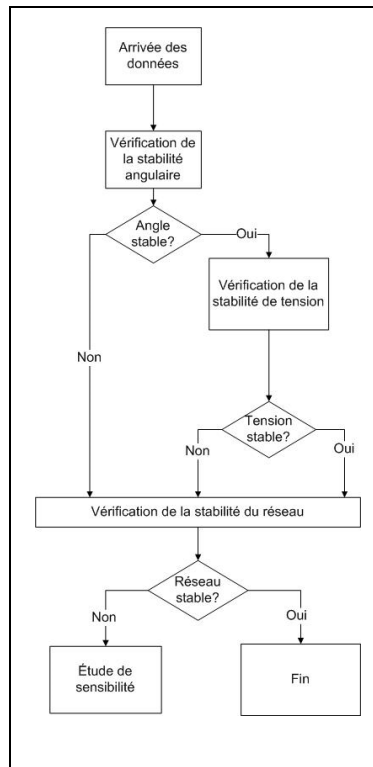 Arrivée des
données
Vérification de
la stabilité
angulaire
Angle
stable?
Oui
Vérification de la
stabilité de tension
Non
Tension
stable?
Non
Oui
Vérification de la stabilité du réseau
Réseau
stable?
Non
Oui
Étude de
sensibilité
Fin